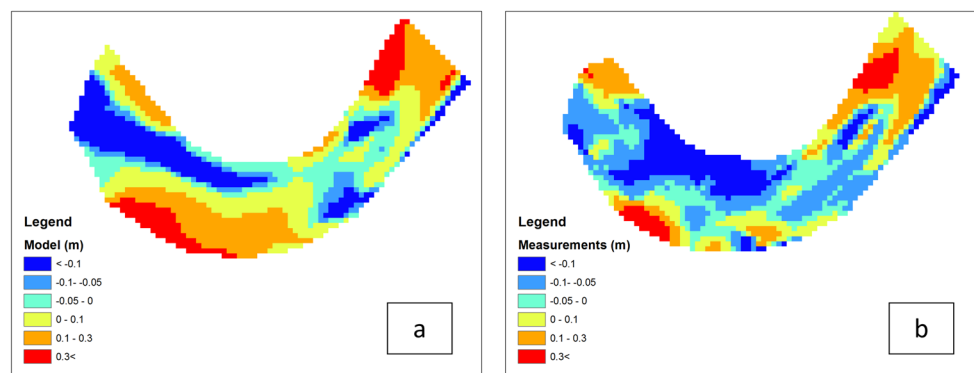 Legend
Model (m)
< -0.1
-0.1- -0.05
-0.05 - 0
0 - 0.1
0.1 - 0.3
0.3<
a
Legend
Measurements (m)
< -0.1
-0.1- -0.05
-0.05 - 0
0 - 0.1
0.1 - 0.3
0.3<
b